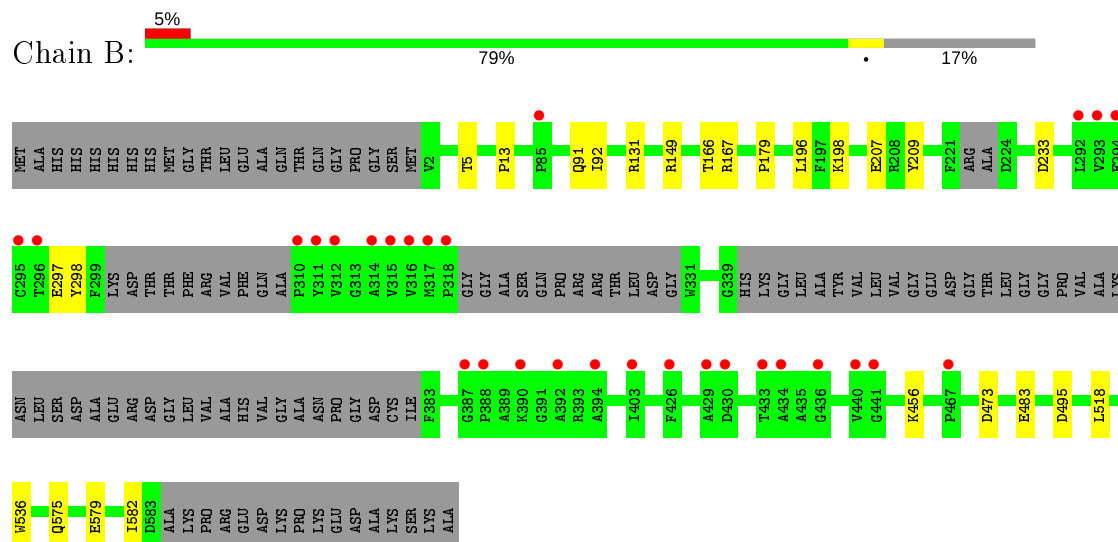 5%
Chain B:
79% • 17%
MET ALA HIS HIS HIS HIS HIS HIS MET GLY THR LEU GLU ALA GLN THR GLN GLY PRO GLY SER MET V2 T5 P13 P85 Q91 I92 R131 R149 T166 R167 P179 L196 F197 K198 E207 R208 Y209 F221 ARG ALA D224 D233 L292 V293 E294
C295 T296 E297 Y298 F299 LYS ASP THR THR PHE ARG VAL PHE GLN ALA P310 Y311 V312 G313 A314 V315 V316 M317 P318 GLY GLY ALA SER GLN PRO ARG ARG THR LEU ASP GLY W331 G339 HIS LYS GLY LEU ALA TYR VAL LEU VAL GLY GLU ASP GLY THR LEU GLY GLY PRO VAL ALA LYS
ASN LEU SER ASP ALA GLU ARG ASP GLY LEU VAL ALA HIS VAL GLY ALA ASN PRO GLY ASP CYS ILE F383 G387 P388 A389 K390 G391 A392 R393 A394 I403 F426 A429 D430 T433 A434 A435 G436 V440 G441 K456 P467 D473 E483 D495 L518
W536 Q575 E579 I582 D583 ALA LYS PRO ARG GLU ASP LYS PRO LYS GLU ASP ALA LYS SER LYS ALA